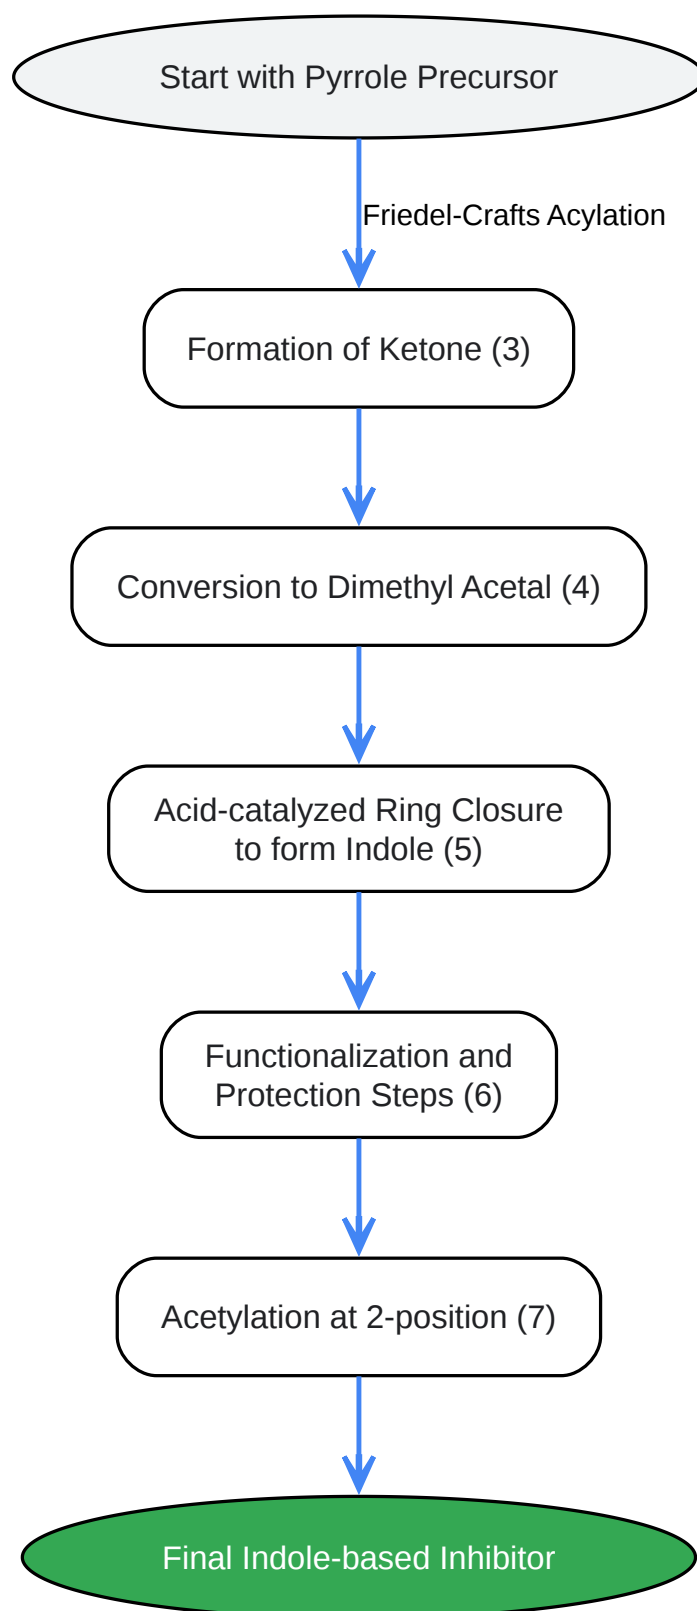 Start with Pyrrole Precursor
Friedel-Crafts Acylation
Formation of Ketone (3)
Conversion to Dimethyl Acetal (4)
Acid-catalyzed Ring Closure
to form Indole (5)
Functionalization and
Protection Steps (6)
Acetylation at 2-position (7)
Final Indole-based Inhibitor